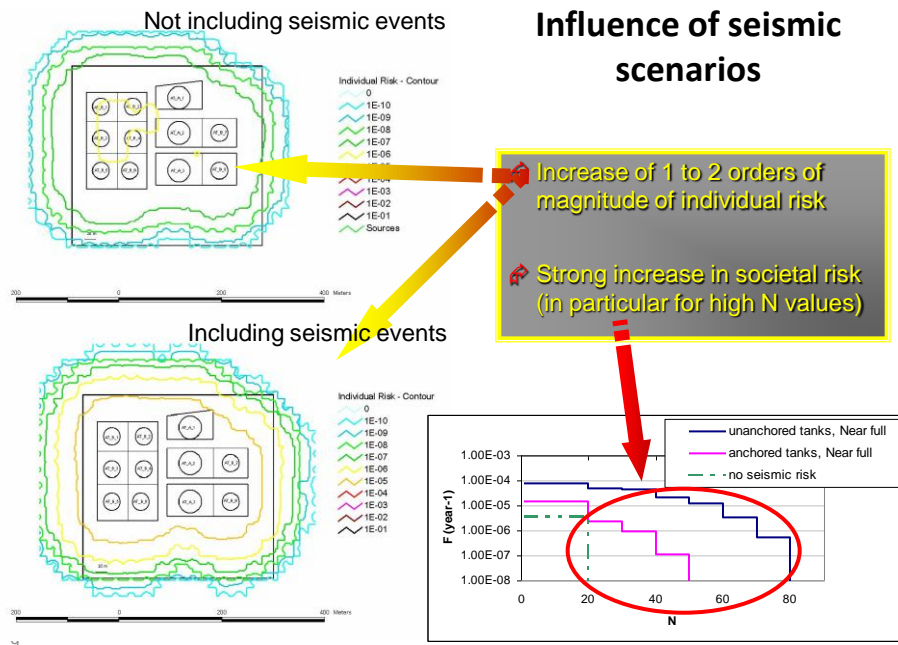 Not including seismic events
Influence of seismic
scenarios
Individual Risk - Contour
0
1E-10
1E-09
1E-08
1E-07
1E-06
1E-03
1E-02
1E-01
Sources
200
0
200
400
Meters
Increase of 1 to 2 orders of
magnitude of individual risk
Strong increase in societal risk
(in particular for high N values)
Including seismic events
Individual Risk - Contour
0
1E-10
1E-09
1E-08
1E-07
1E-06
1E-05
1E-04
1E-03
1E-02
1E-01
200
0
200
400
Meters
unanchored tanks, Near full
anchored tanks, Near full
no seismic risk
1.00E-03
1.00E-04
1.00E-05
1.00E-06
1.00E-07
1.00E-08
F (year-1)
0 20 40 60 80
N